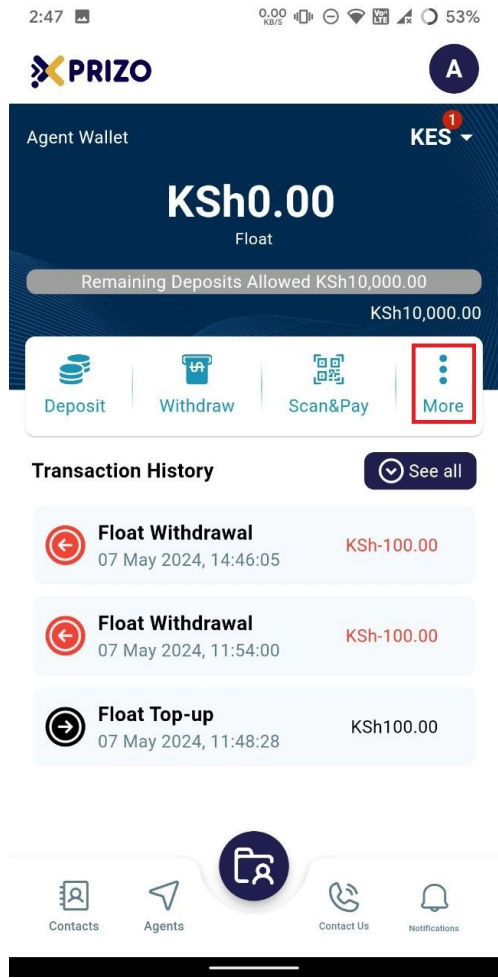 2:47
0.00 KB/S
Vo)) LTE
53%
XPRIZO
A
Agent Wallet
1
KES
KSh0.00
Float
Remaining Deposits Allowed KSh10,000.00
KSh10,000.00
Deposit
Withdraw
Scan&Pay
More
Transaction History
See all
Float Withdrawal
KSh-100.00
07 May 2024, 14:46:05
Float Withdrawal
KSh-100.00
07 May 2024, 11:54:00
Float Top-up
KSh100.00
07 May 2024, 11:48:28
Contacts
Agents
Contact Us
Notifications